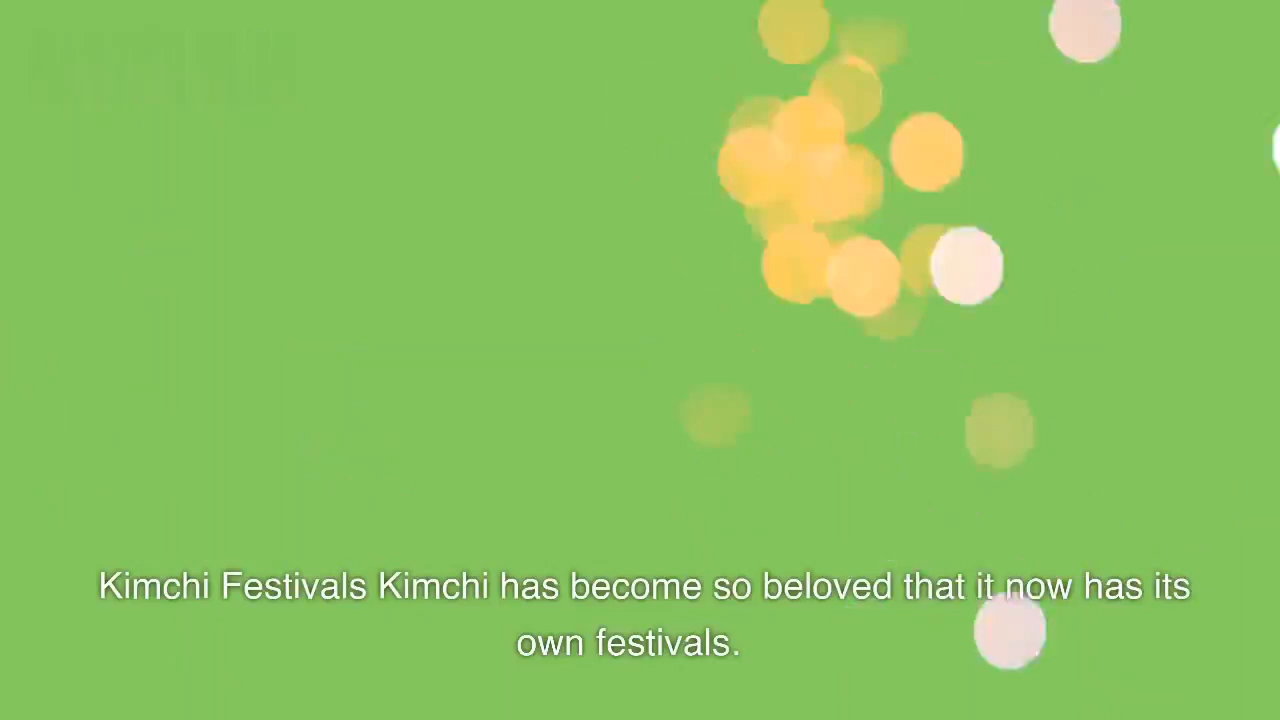 Kimchi Festivals Kimchi has become so beloved that it now has its
own festivals.